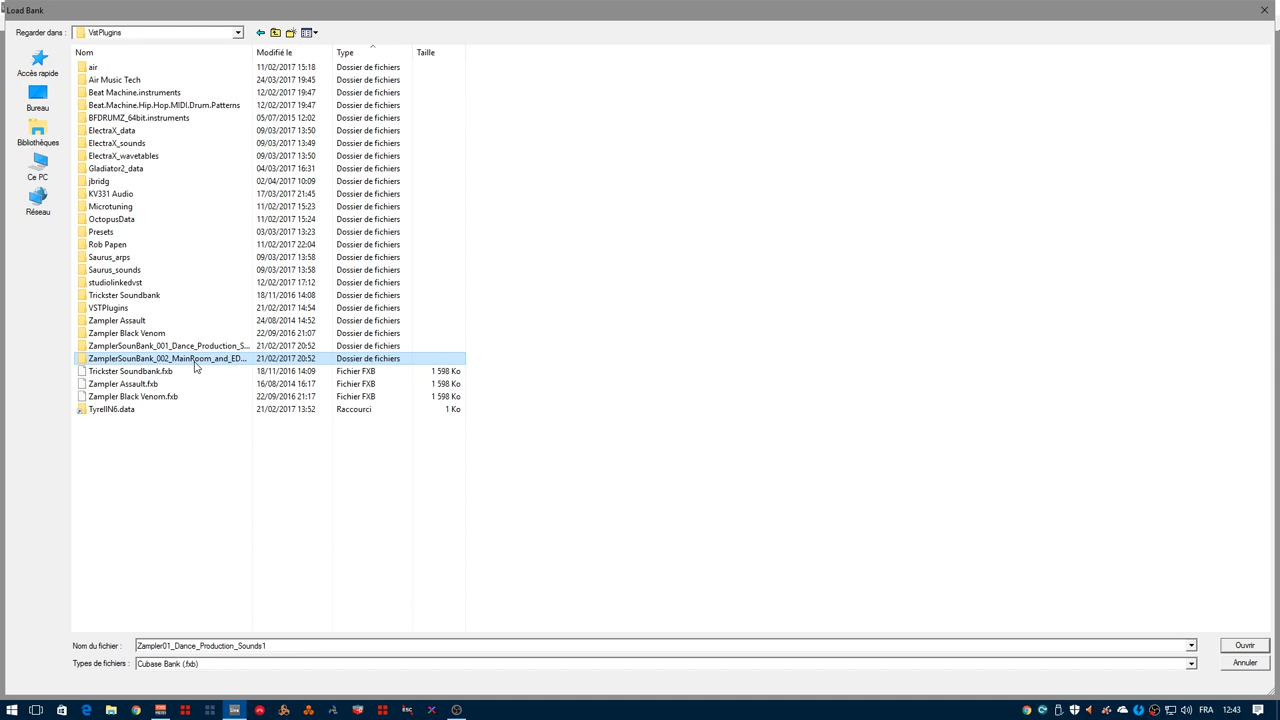 Load Bank
Regarder dans : VstPlugins
Accès rapide
Bureau
Bibliothèques
Ce PC
Réseau
Nom Modifié le Type Taille
air 11/02/2017 15:18 Dossier de fichiers
Air Music Tech 24/03/2017 19:45 Dossier de fichiers
Beat Machine.instruments 12/02/2017 19:47 Dossier de fichiers
Beat.Machine.Hip.Hop.MIDI.Drum.Patterns 12/02/2017 19:47 Dossier de fichiers
BFDRUMZ_64bit.instruments 05/07/2015 12:02 Dossier de fichiers
ElectraX_data 09/03/2017 13:50 Dossier de fichiers
ElectraX_sounds 09/03/2017 13:49 Dossier de fichiers
ElectraX_wavetables 09/03/2017 13:50 Dossier de fichiers
Gladiator2_data 04/03/2017 16:31 Dossier de fichiers
jbridg 02/04/2017 10:09 Dossier de fichiers
KV331 Audio 17/03/2017 21:45 Dossier de fichiers
Microtuning 11/02/2017 15:23 Dossier de fichiers
OctopusData 11/02/2017 15:24 Dossier de fichiers
Presets 03/03/2017 13:23 Dossier de fichiers
Rob Papen 11/02/2017 22:04 Dossier de fichiers
Saurus_arps 09/03/2017 13:58 Dossier de fichiers
Saurus_sounds 09/03/2017 13:58 Dossier de fichiers
studiolinkedvst 12/02/2017 17:12 Dossier de fichiers
Trickster Soundbank 18/11/2016 14:08 Dossier de fichiers
VSTPlugins 21/02/2017 14:54 Dossier de fichiers
Zampler Assault 24/08/2014 14:52 Dossier de fichiers
Zampler Black Venom 22/09/2016 21:07 Dossier de fichiers
ZamplerSounBank_001_Dance_Production_S... 21/02/2017 20:52 Dossier de fichiers
ZamplerSounBank_002_MainRoom_and_ED... 21/02/2017 20:52 Dossier de fichiers
Trickster Soundbank.fxb 18/11/2016 14:09 Fichier FXB 1 598 Ko
Zampler Assault.fxb 16/08/2014 16:17 Fichier FXB 1 598 Ko
Zampler Black Venom.fxb 22/09/2016 21:17 Fichier FXB 1 598 Ko
TyrellN6.data 21/02/2017 13:52 Raccourci 1 Ko
Nom du fichier : Zampler01_Dance_Production_Sounds1 Ouvrir
Types de fichiers : Cubase Bank (.fxb) Annuler
FRA 12:43